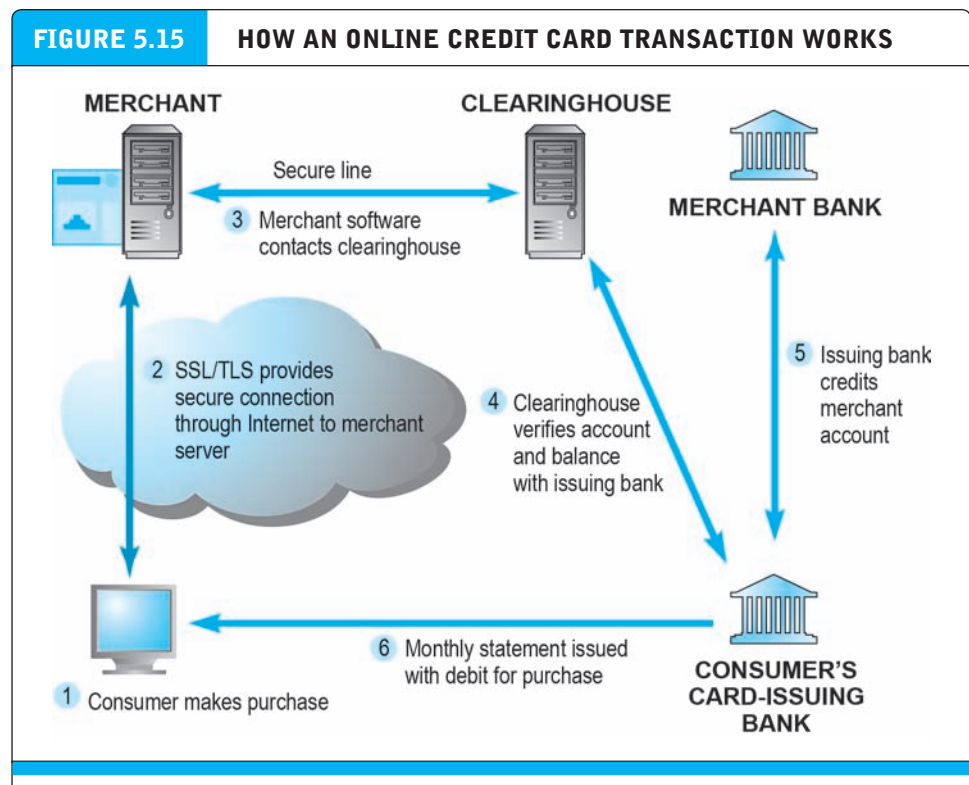 FIGURE 5.15 HOW AN ONLINE CREDIT CARD TRANSACTION WORKS
MERCHANT
CLEARINGHOUSE
MERCHANT BANK
Secure line
3 Merchant software
contacts clearinghouse
2 SSL/TLS provides
secure connection
through Internet to merchant
server
4 Clearinghouse
verifies account
and balance
with issuing bank
5 Issuing bank
credits
merchant
account
1 Consumer makes purchase
6 Monthly statement issued
with debit for purchase
CONSUMER'S
CARD-ISSUING
BANK